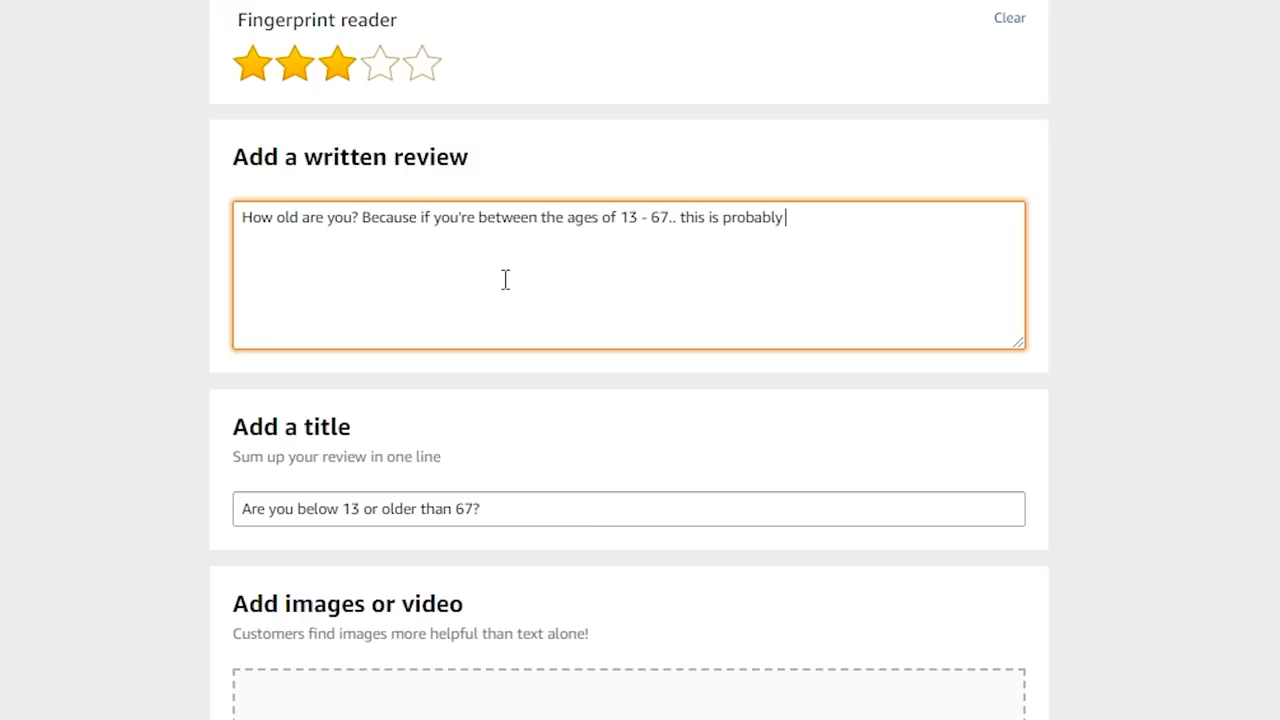 Fingerprint reader
Clear
Add a written review
How old are you? Because if you're between the ages of 13 - 67.. this is probably
Add a title
Sum up your review in one line
Are you below 13 or older than 67?
Add images or video
Customers find images more helpful than text alone!